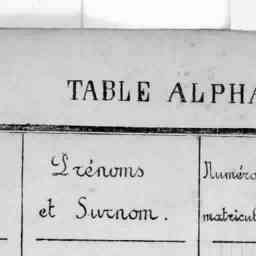 TABLE ALPHA
Prénoms
et Surnom.
Numéro
matricul